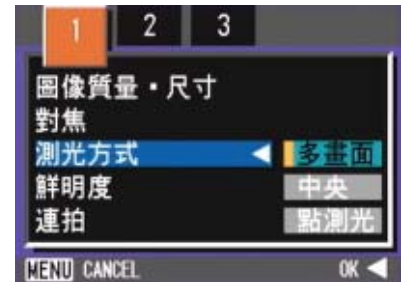 1 2 3
圖像質量・尺寸
對焦
測光方式 ◀ 多畫面
鮮明度 中央
連拍 點測光
MENU CANCEL OK ◀